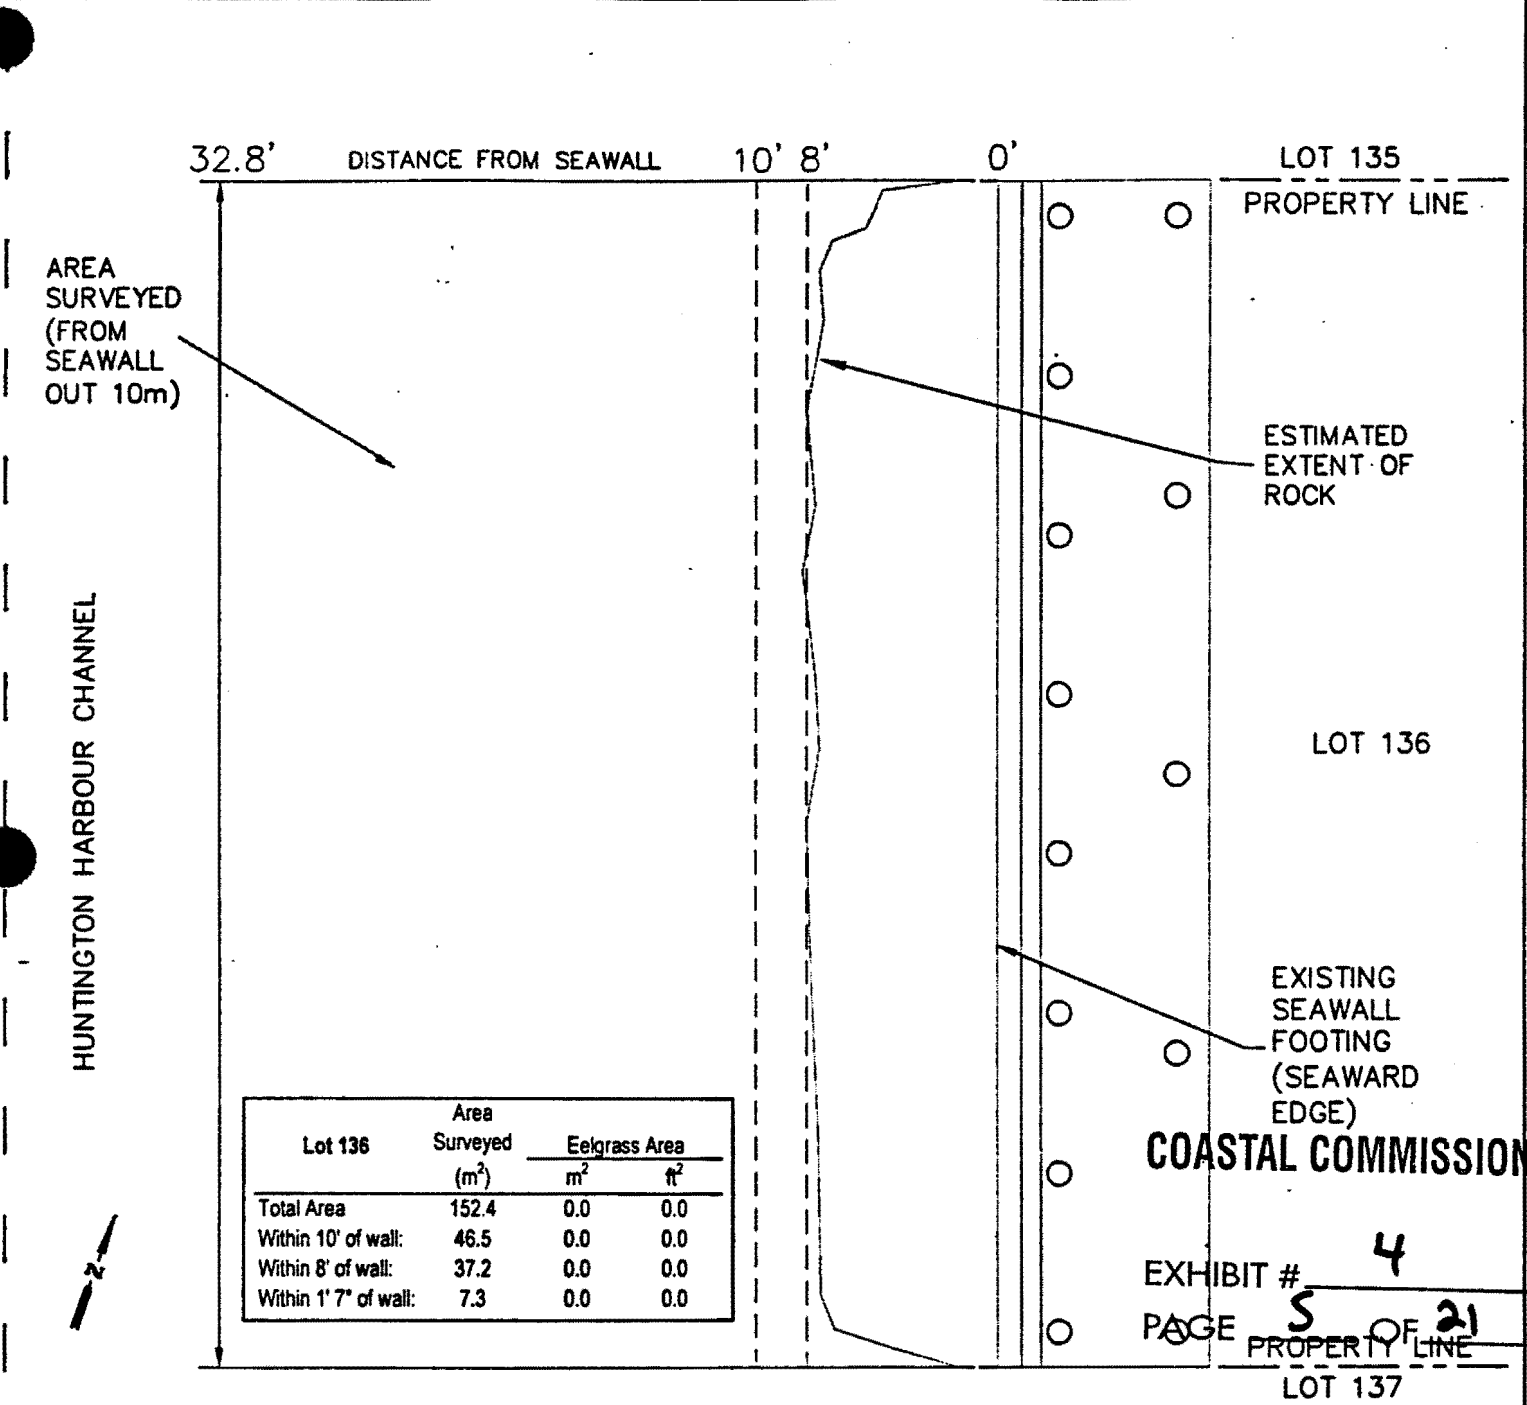 32.8' DISTANCE FROM SEAWALL 10' 8' 0' LOT 135
PROPERTY LINE
AREA
SURVEYED
(FROM
SEAWALL
OUT 10m)
ESTIMATED
EXTENT OF
ROCK
HUNTINGTON HARBOUR CHANNEL
LOT 136
EXISTING
SEAWALL
FOOTING
(SEAWARD
EDGE)
Area
Lot 136 Surveyed Eelgrass Area
(m²) m² ft²
Total Area 152.4 0.0 0.0
Within 10' of wall: 46.5 0.0 0.0
Within 8' of wall: 37.2 0.0 0.0
Within 1' 7" of wall: 7.3 0.0 0.0
N
COASTAL COMMISSION
EXHIBIT # 4
PAGE 5 OF 21
PROPERTY LINE
LOT 137